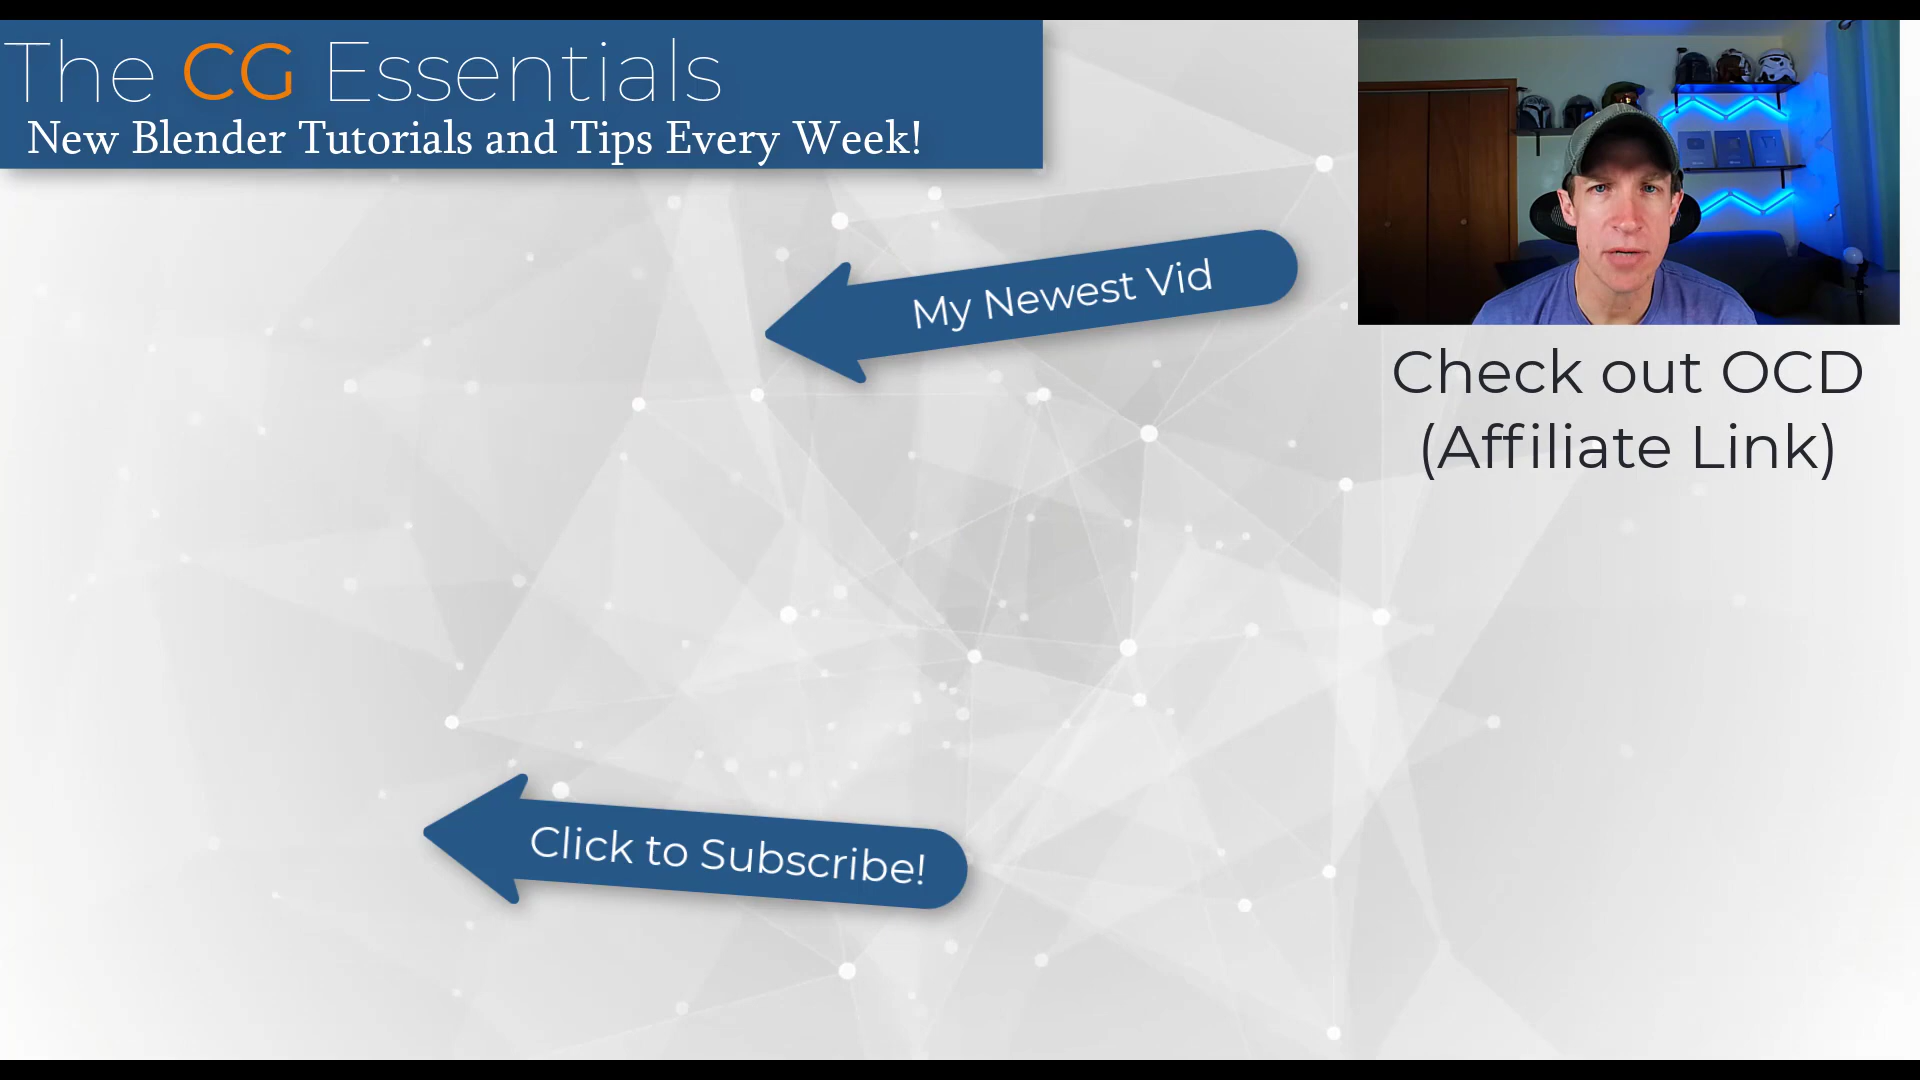 The CG Essentials
New Blender Tutorials and Tips Every Week!
My Newest Vid
Check out OCD
(Affiliate Link)
Click to Subscribe!